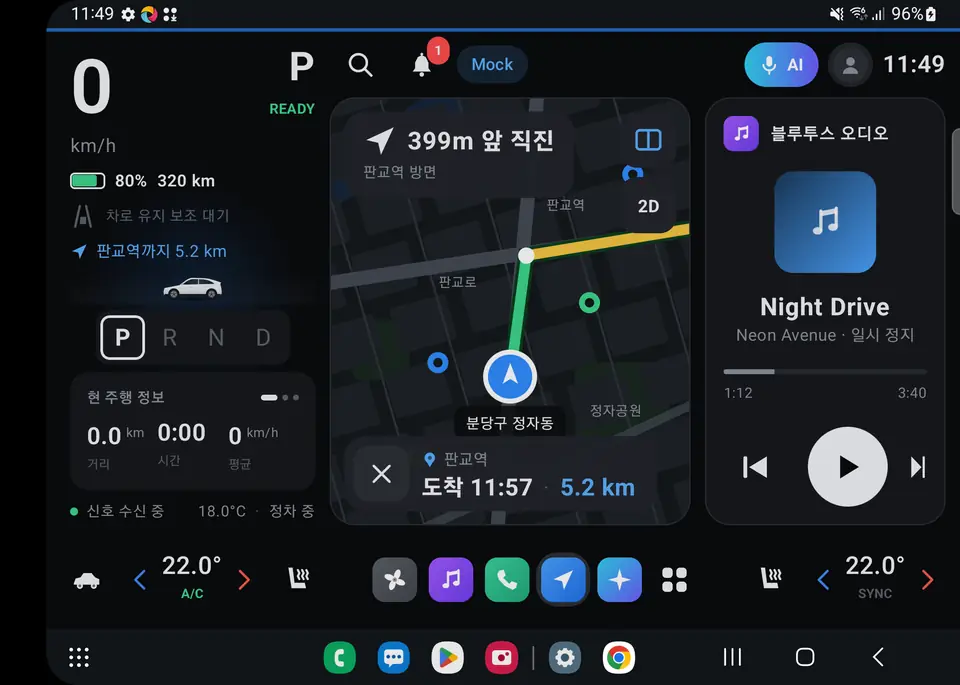 11:49
96%
0
P
READY
km/h
80% 320 km
차로 유지 보조 대기
판교역까지 5.2 km
P R N D
현 주행 정보
0.0 km 0:00 0 km/h
거리 시간 평균
신호 수신 중 18.0°C · 정차 중
1
Mock
AI
11:49
399m 앞 직진
판교역 방면
2D
판교역
판교로
정자공원
분당구 정자동
판교역
도착 11:57 · 5.2 km
블루투스 오디오
Night Drive
Neon Avenue · 일시 정지
1:12 3:40
22.0°
A/C
22.0°
SYNC